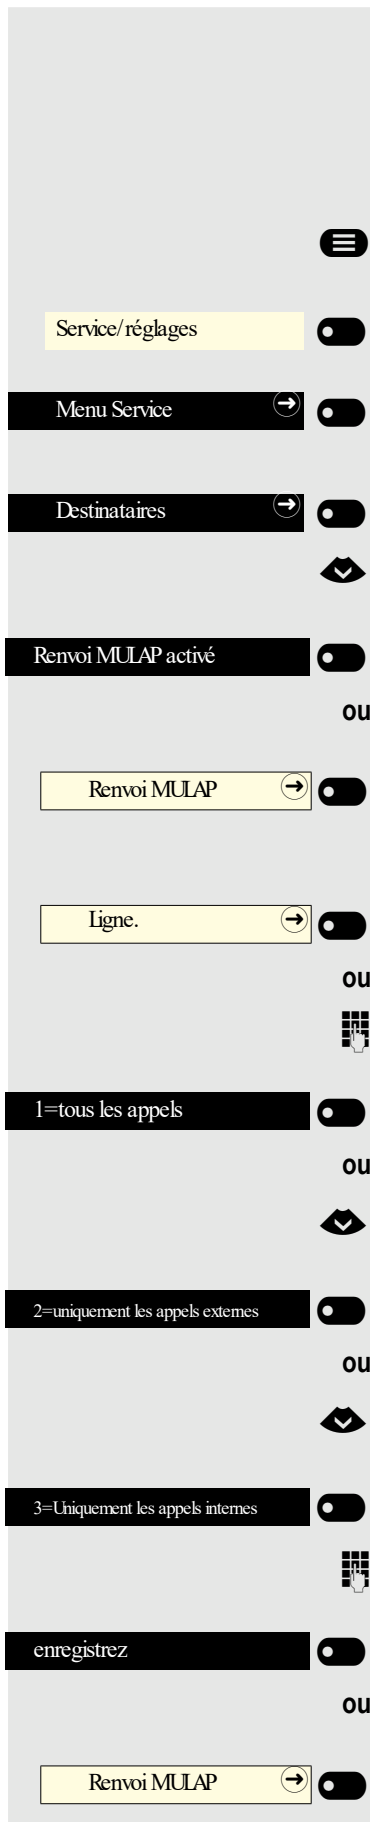 Service/réglages
Menu Service
Destinataires
Renvoi MULAP activé
ou
Renvoi MULAP
Ligne.
ou
1=tous les appels
ou
2=uniquement les appels externes
ou
3=Uniquement les appels internes
enregistrez
ou
Renvoi MULAP